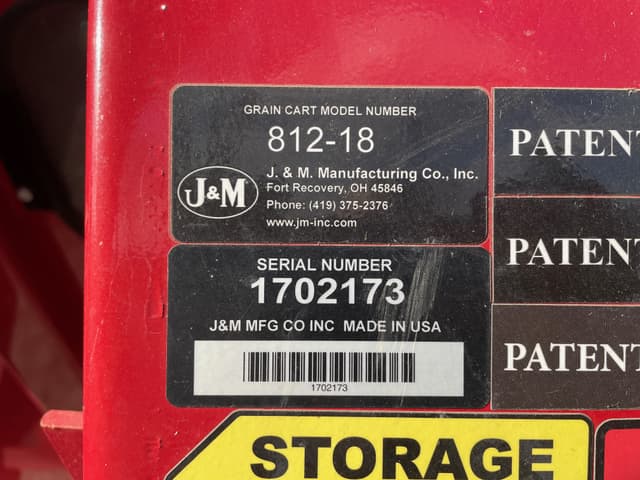 GRAIN CART MODEL NUMBER
812-18
J&M
J. & M. Manufacturing Co., Inc.
Fort Recovery, OH 45846
Phone: (419) 375-2376
www.jm-inc.com
SERIAL NUMBER
1702173
J&M MFG CO INC MADE IN USA
1702173
PATENT
PATENT
PATENT
STORAGE